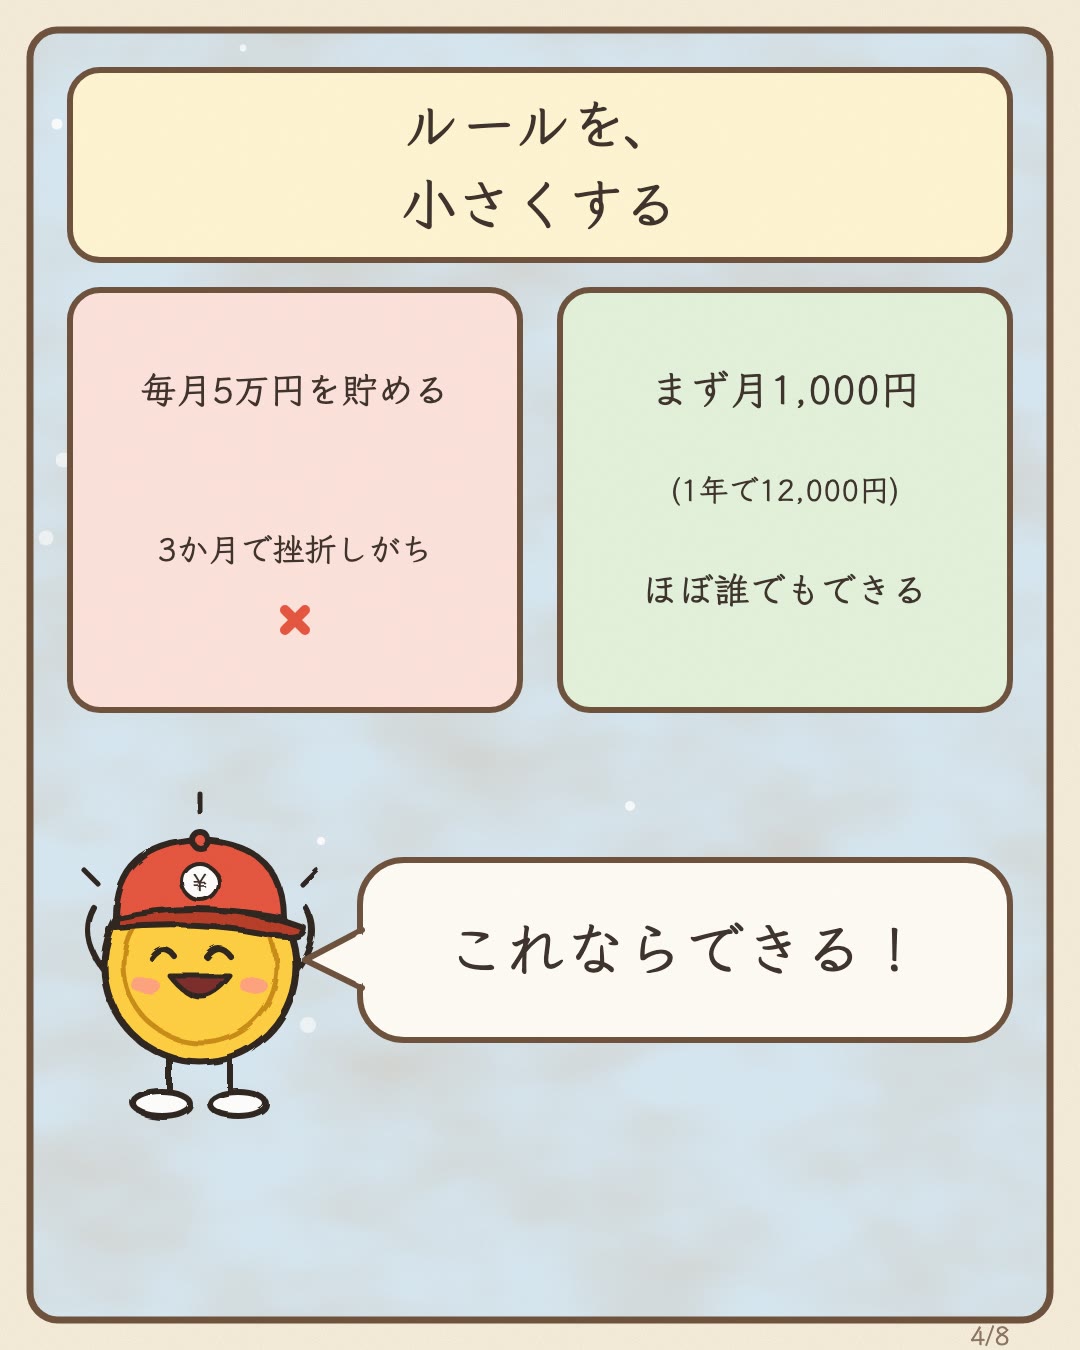 ルールを、
小さくする
毎月5万円を貯める
3か月で挫折しがち
まず月1,000円
(1年で12,000円)
ほぼ誰でもできる
¥
これならできる！
4/8